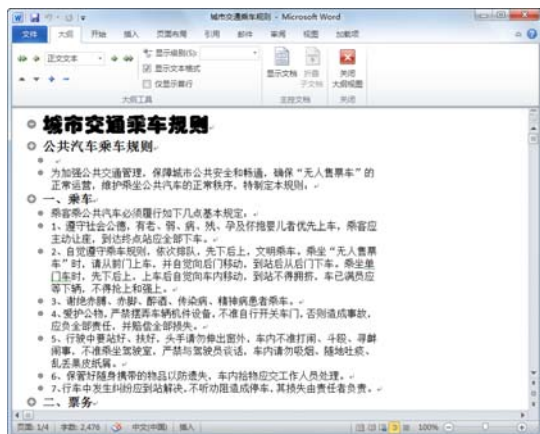 城市交通乘车规则 - Microsoft Word
文件 大纲 开始 插入 页面布局 引用 邮件 审阅 视图 加载项
正文文本 显示级别(S):
显示文本格式
仅显示首行
显示文档 折叠子文档 关闭大纲视图
大纲工具 主控文档 关闭
城市交通乘车规则
公共汽车乘车规则
为加强公共交通管理，保障城市公共安全和畅通，确保“无人售票车”的
正常运营，维护乘坐公共汽车的正常秩序，特制定本规则。
一、乘车
乘客乘公共汽车必须履行如下几点基本规定。
1、遵守社会公德，有老、弱、病、残、孕及怀抱婴儿者优先上车，乘客应
主动让座，到达终点站应全部下车。
2、自觉遵守乘车规则，依次排队，先下后上，文明乘车，乘坐“无人售票
车”时，请从前门上车，并自觉向后门移动，到站后从后门下车。乘坐单
门车时，先下后上，上车后自觉向车内移动，到站不得拥挤，车已满员应
等下辆，不得抢上和强上。
3、谢绝赤膊、赤脚、醉酒、传染病、精神病患者乘车。
4、爱护公物，严禁摆弄车辆机件设备，不准自行开关车门，否则造成事故，
应负全部责任，并赔偿全部损失。
5、行驶中要站好、扶好，头手请勿伸出窗外，车内不准打闹、斗殴、寻衅
闹事，不准乘坐驾驶室，严禁与驾驶员谈话，车内请勿吸烟、随地吐痰、
乱丢果皮纸屑。
6、保管好随身携带的物品以防遗失，车内拾物应交工作人员处理。
7、行车中发生纠纷应到站解决，不听劝阻造成停车，其损失由责任者负责。
二、票务
页面: 1/4 字数: 2,476 中文(中国) 插入 100%